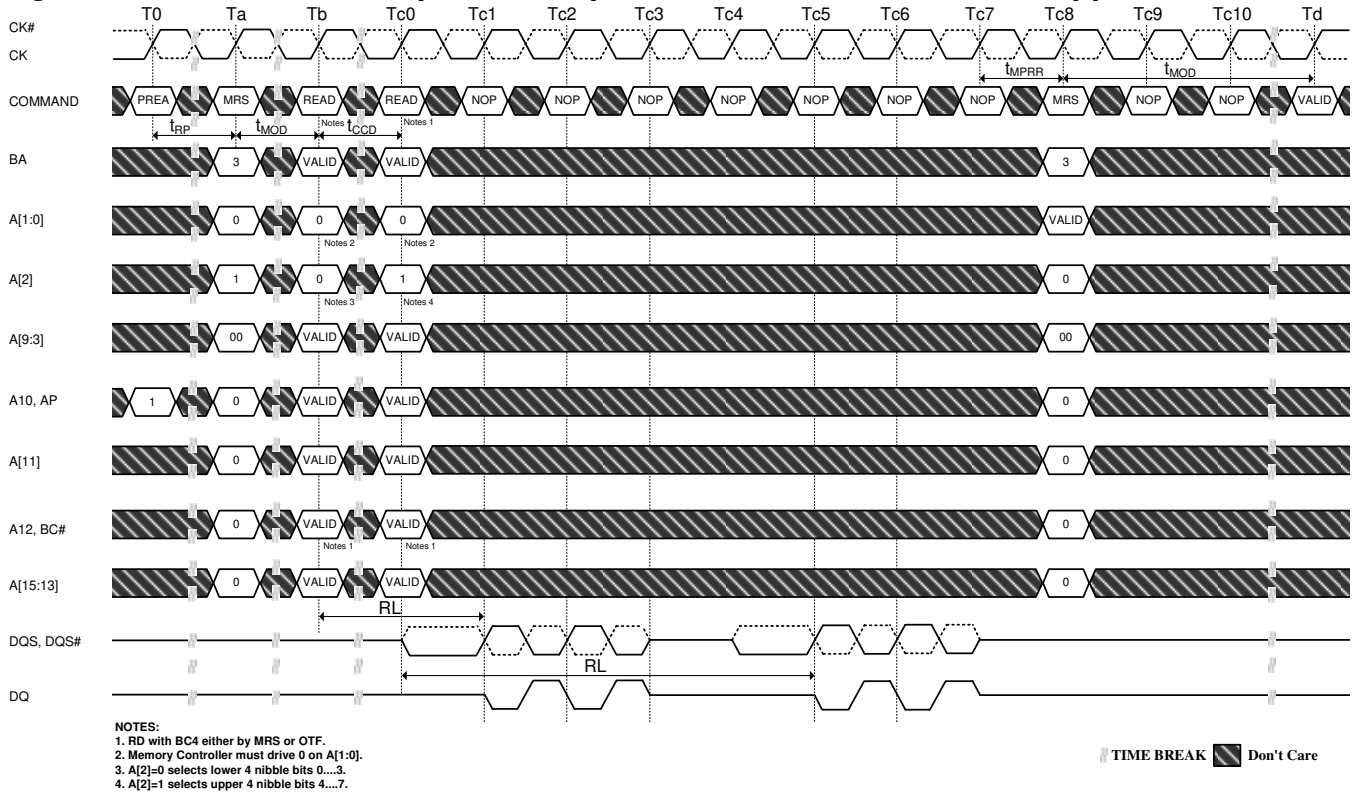 T0 Ta Tb Tc0 Tc1 Tc2 Tc3 Tc4 Tc5 Tc6 Tc7 Tc8 Tc9 Tc10 Td
CK#
CK
tMPRR tMOD
COMMAND PREA MRS READ READ NOP NOP NOP NOP NOP NOP NOP MRS NOP NOP VALID
Notes 1 Notes 1
tRP tMOD tCCD
BA 3 VALID VALID 3
A[1:0] 0 0 0 VALID
Notes 2 Notes 2
A[2] 1 0 1 0
Notes 3 Notes 4
A[9:3] 00 VALID VALID 00
A10, AP 1 0 VALID VALID 0
A[11] 0 VALID VALID 0
A12, BC# 0 VALID VALID 0
Notes 1 Notes 1
A[15:13] 0 VALID VALID 0
RL
DQS, DQS#
RL
DQ
NOTES:
1. RD with BC4 either by MRS or OTF.
2. Memory Controller must drive 0 on A[1:0].
3. A[2]=0 selects lower 4 nibble bits 0....3.
4. A[2]=1 selects upper 4 nibble bits 4....7.
TIME BREAK Don't Care